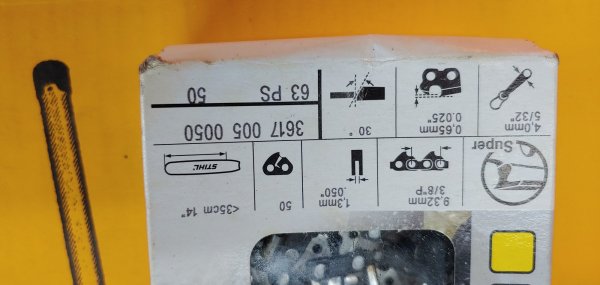 Super
9,32mm
3/8"P
1,3mm
.050"
50
STIHL
<35cm 14"
4,0mm
5/32"
0,65mm
0.025"
30°
3617 005 0050
63 PS 50